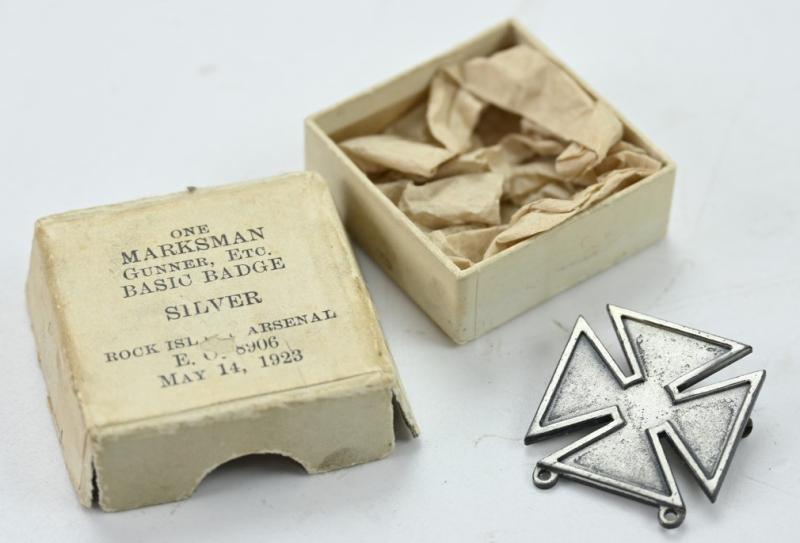 ONE
MARKSMAN
GUNNER, ETC.
BASIC BADGE
SILVER
ROCK ARSENAL
E. 8906
MAY 14, 1923